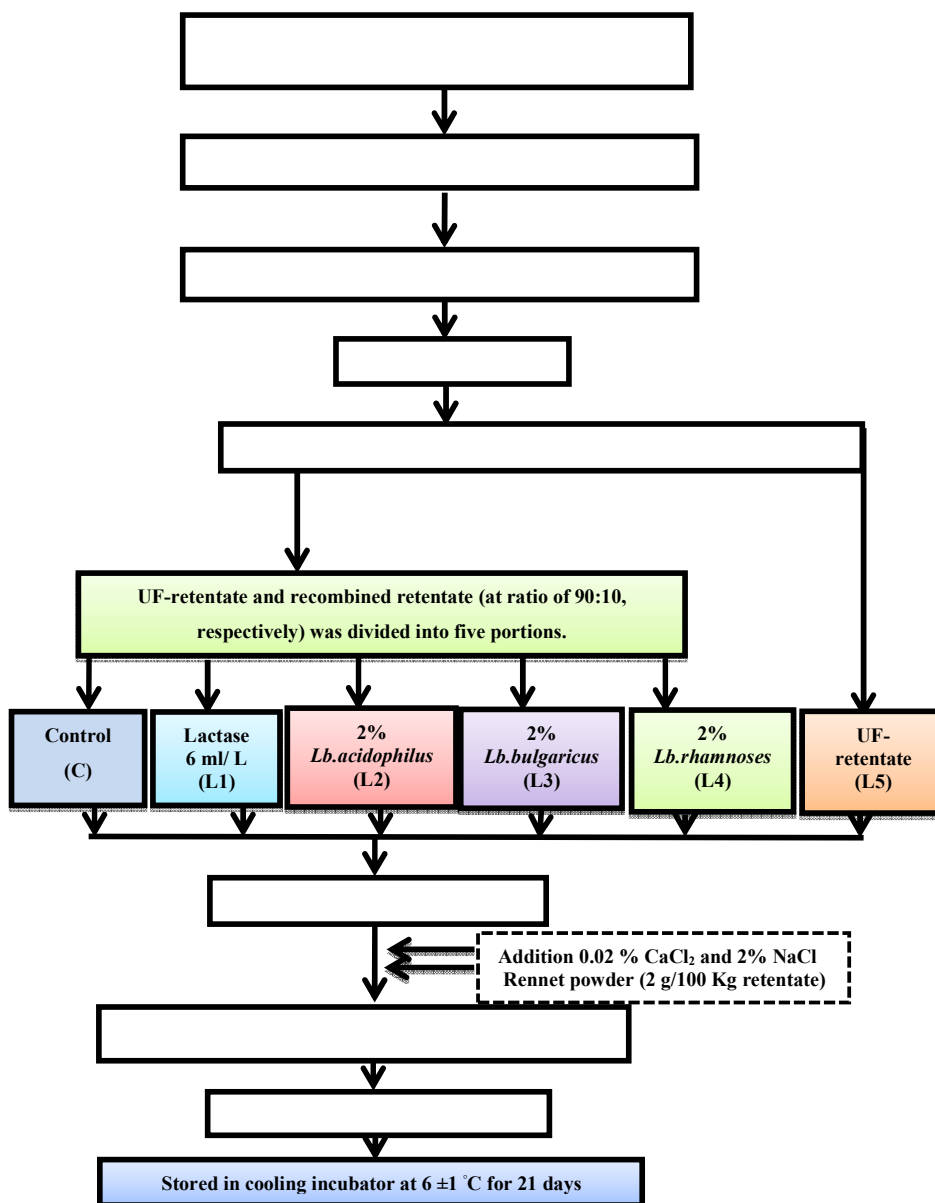 UF-retentate and recombined retentate (at ratio of 90:10,
respectively) was divided into five portions.
Control
(C)
Lactase
6 ml/ L
(L1)
2%
Lb.acidophilus
(L2)
2%
Lb.bulgaricus
(L3)
2%
Lb.rhamnoses
(L4)
UF-
retentate
(L5)
Addition 0.02 % CaCl₂ and 2% NaCl
Rennet powder (2 g/100 Kg retentate)
Stored in cooling incubator at 6 ±1 °C for 21 days